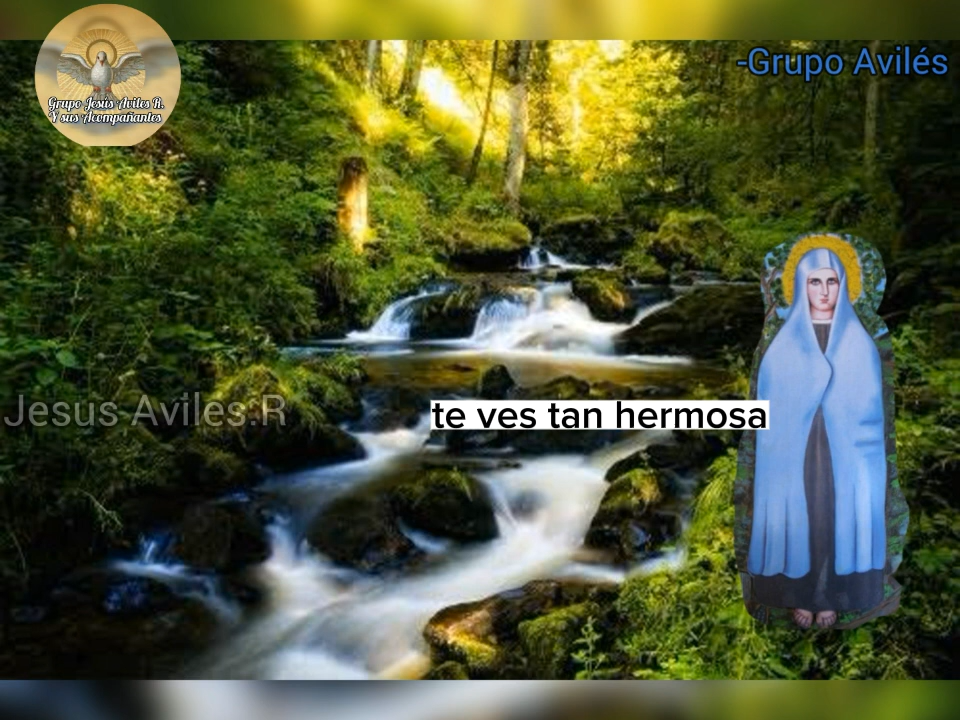 Grupo Jesús Aviles R.
Y sus Acompañantes
-Grupo Avilés
Jesus Aviles.R
te ves tan hermosa